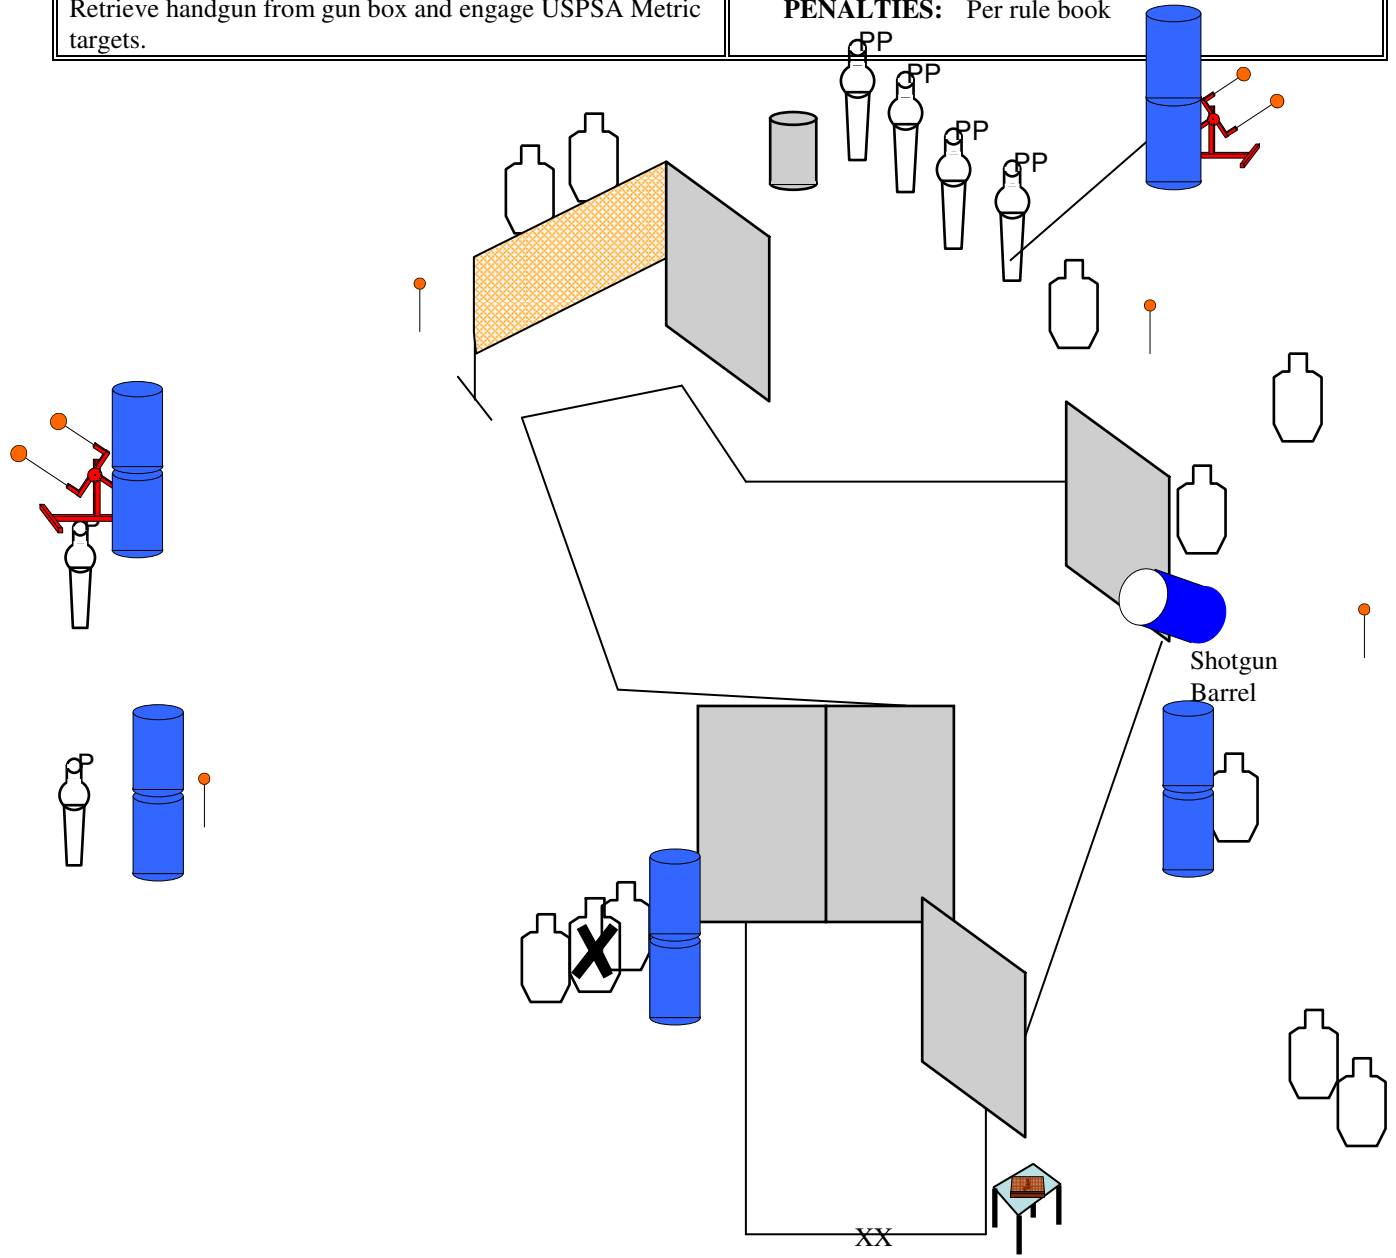 Retrieve handgun from gun box and engage USPSA Metric
targets.
PENALTIES: Per rule book
PP
PP
PP
PP
Shotgun
Barrel
P
XX